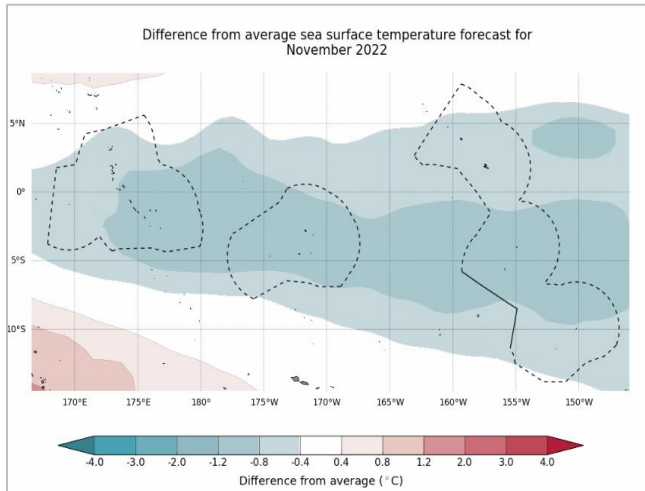 Difference from average sea surface temperature forecast for
November 2022
5°N
0°
5°S
10°S
170°E 175°E 180° 175°W 170°W 165°W 160°W 155°W 150°W
-4.0 -3.0 -2.0 -1.2 -0.8 -0.4 0.4 0.8 1.2 2.0 3.0 4.0
Difference from average (°C)